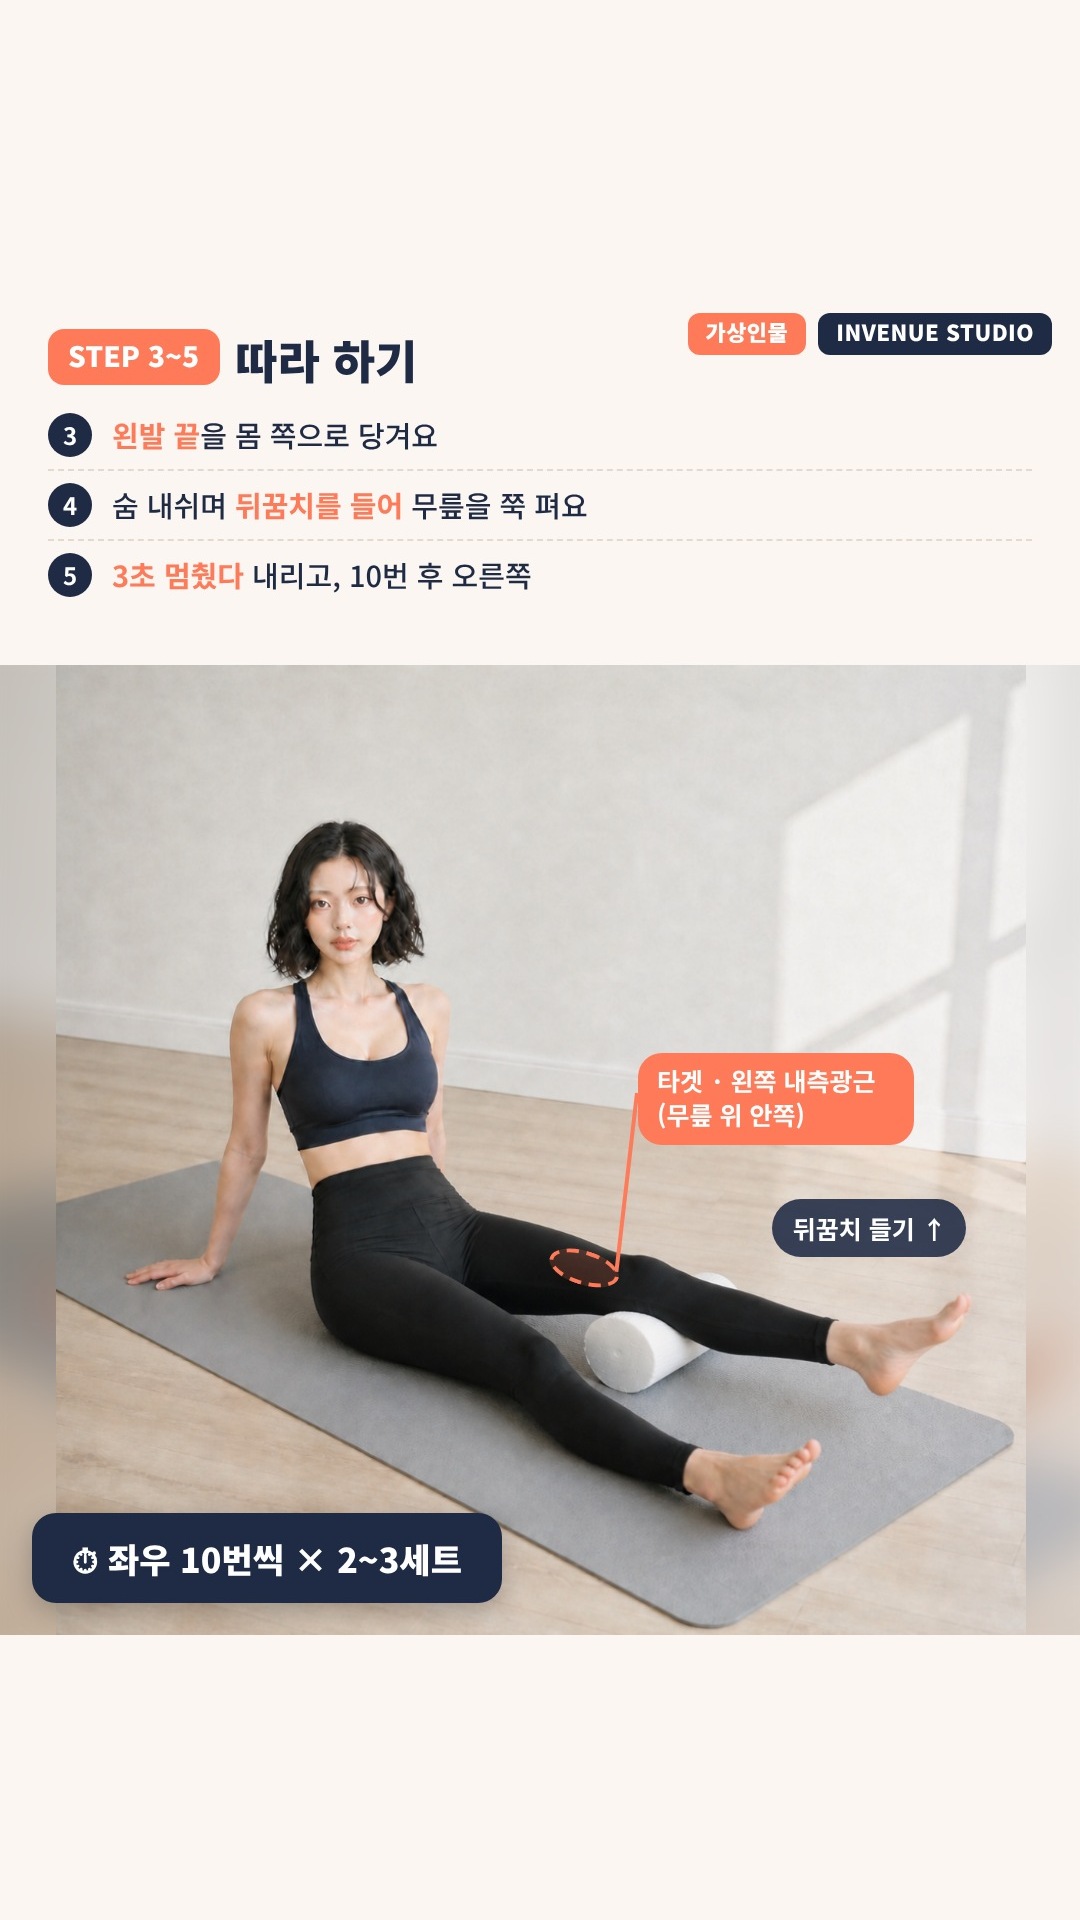 STEP 3~5 따라 하기
가상인물 INVENUE STUDIO
3 왼발 끝을 몸 쪽으로 당겨요
4 숨 내쉬며 뒤꿈치를 들어 무릎을 쭉 펴요
5 3초 멈췄다 내리고, 10번 후 오른쪽
타겟 · 왼쪽 내측광근
(무릎 위 안쪽)
뒤꿈치 들기 ↑
⏱ 좌우 10번씩 × 2~3세트